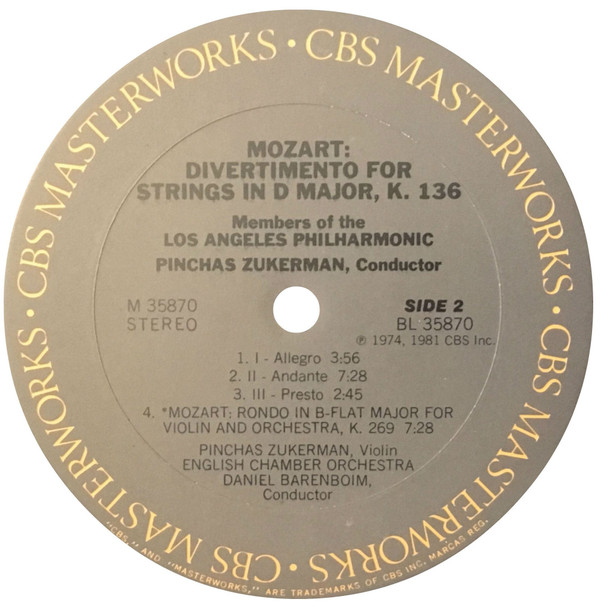 CBS MASTERWORKS • CBS MASTERWORKS • CBS MASTERWORKS • CBS MASTERWORKS • CBS MASTERWORKS •
MOZART:
DIVERTIMENTO FOR
STRINGS IN D MAJOR, K. 136
Members of the
LOS ANGELES PHILHARMONIC
PINCHAS ZUKERMAN, Conductor
M 35870 SIDE 2
STEREO BL 35870
℗ 1974, 1981 CBS Inc.
1. I - Allegro 3:56
2. II - Andante 7:28
3. III - Presto 2:45
4. *MOZART: RONDO IN B-FLAT MAJOR FOR
VIOLIN AND ORCHESTRA, K. 269 7:28
PINCHAS ZUKERMAN, Violin
ENGLISH CHAMBER ORCHESTRA
DANIEL BARENBOIM,
Conductor
"CBS," AND "MASTERWORKS," ARE TRADEMARKS OF CBS INC. MARCAS REG.